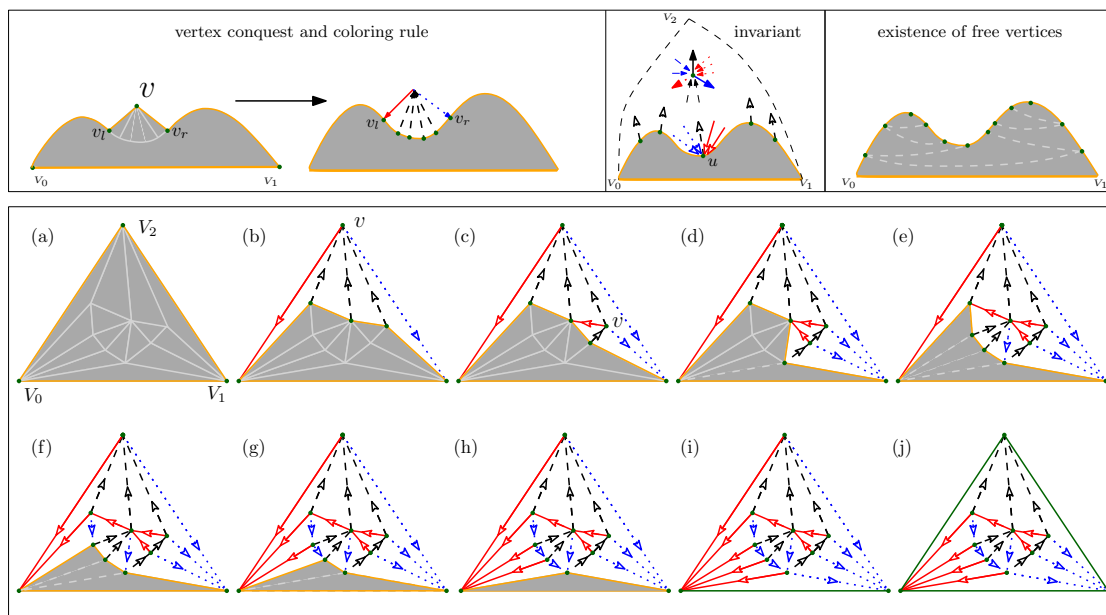 vertex conquest and coloring rule
v
v_l v_r
V_0 V_1
v_l v_r
V_2
invariant
u
V_0 V_1
existence of free vertices
V_0 V_1
(a) V_2
V_0 V_1
(b) v
(c) v
(d)
(e)
(f)
(g)
(h)
(i)
(j)